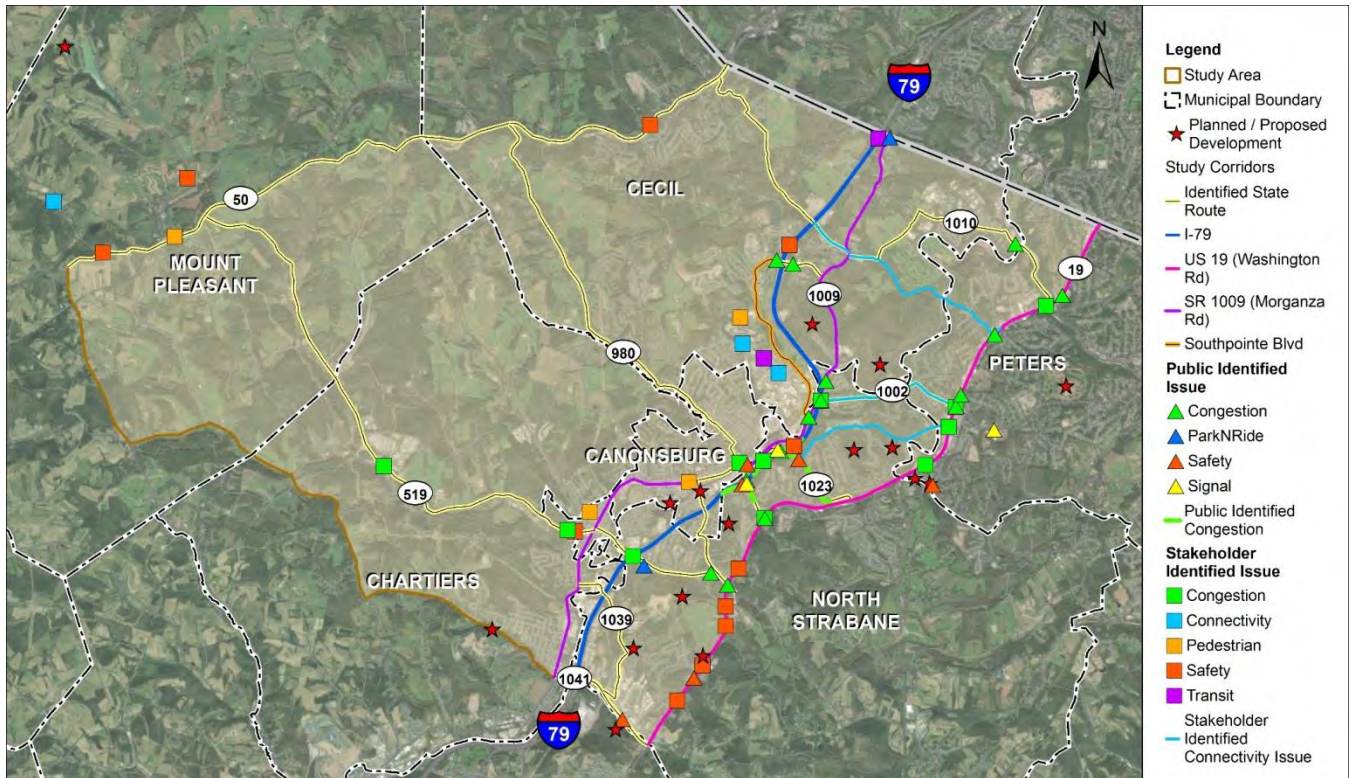 N
79
50
CECIL
1010
MOUNT
PLEASANT
19
1009
980
PETERS
1002
CANONSBURG
519
1023
CHARTIERS
1039
NORTH
STRABANE
1041
79
Legend
Study Area
Municipal Boundary
Planned / Proposed
Development
Study Corridors
Identified State
Route
I-79
US 19 (Washington
Rd)
SR 1009 (Morganza
Rd)
Southpointe Blvd
Public Identified
Issue
Congestion
ParkNRide
Safety
Signal
Public Identified
Congestion
Stakeholder
Identified Issue
Congestion
Connectivity
Pedestrian
Safety
Transit
Stakeholder
Identified
Connectivity Issue